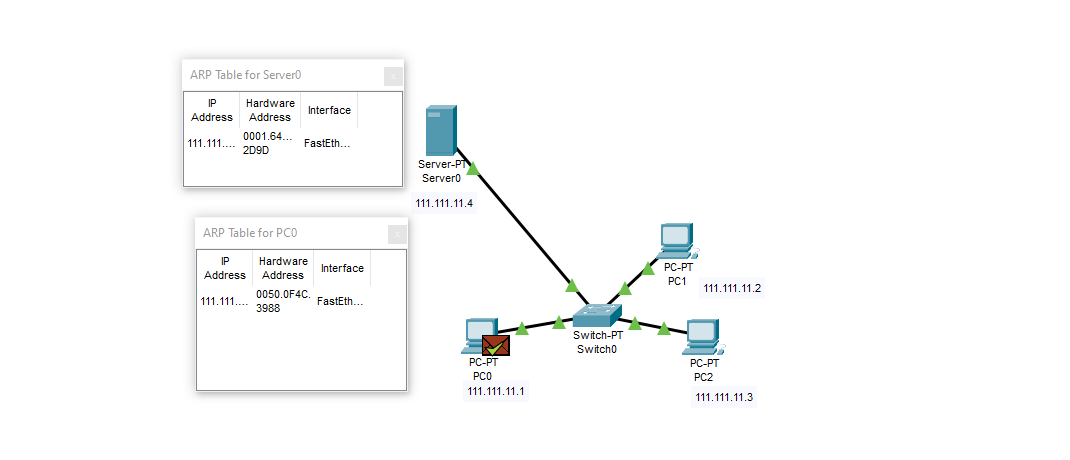 ARP Table for Server0
x
IP Address
Hardware Address
Interface
111.111....
0001.64... 2D9D
FastEth...
ARP Table for PC0
x
IP Address
Hardware Address
Interface
111.111....
0050.0F4C. 3988
FastEth...
Server-PT
Server0
111.111.11.4
PC-PT
PC1
111.111.11.2
Switch-PT
Switch0
PC-PT
PC0
111.111.11.1
PC-PT
PC2
111.111.11.3